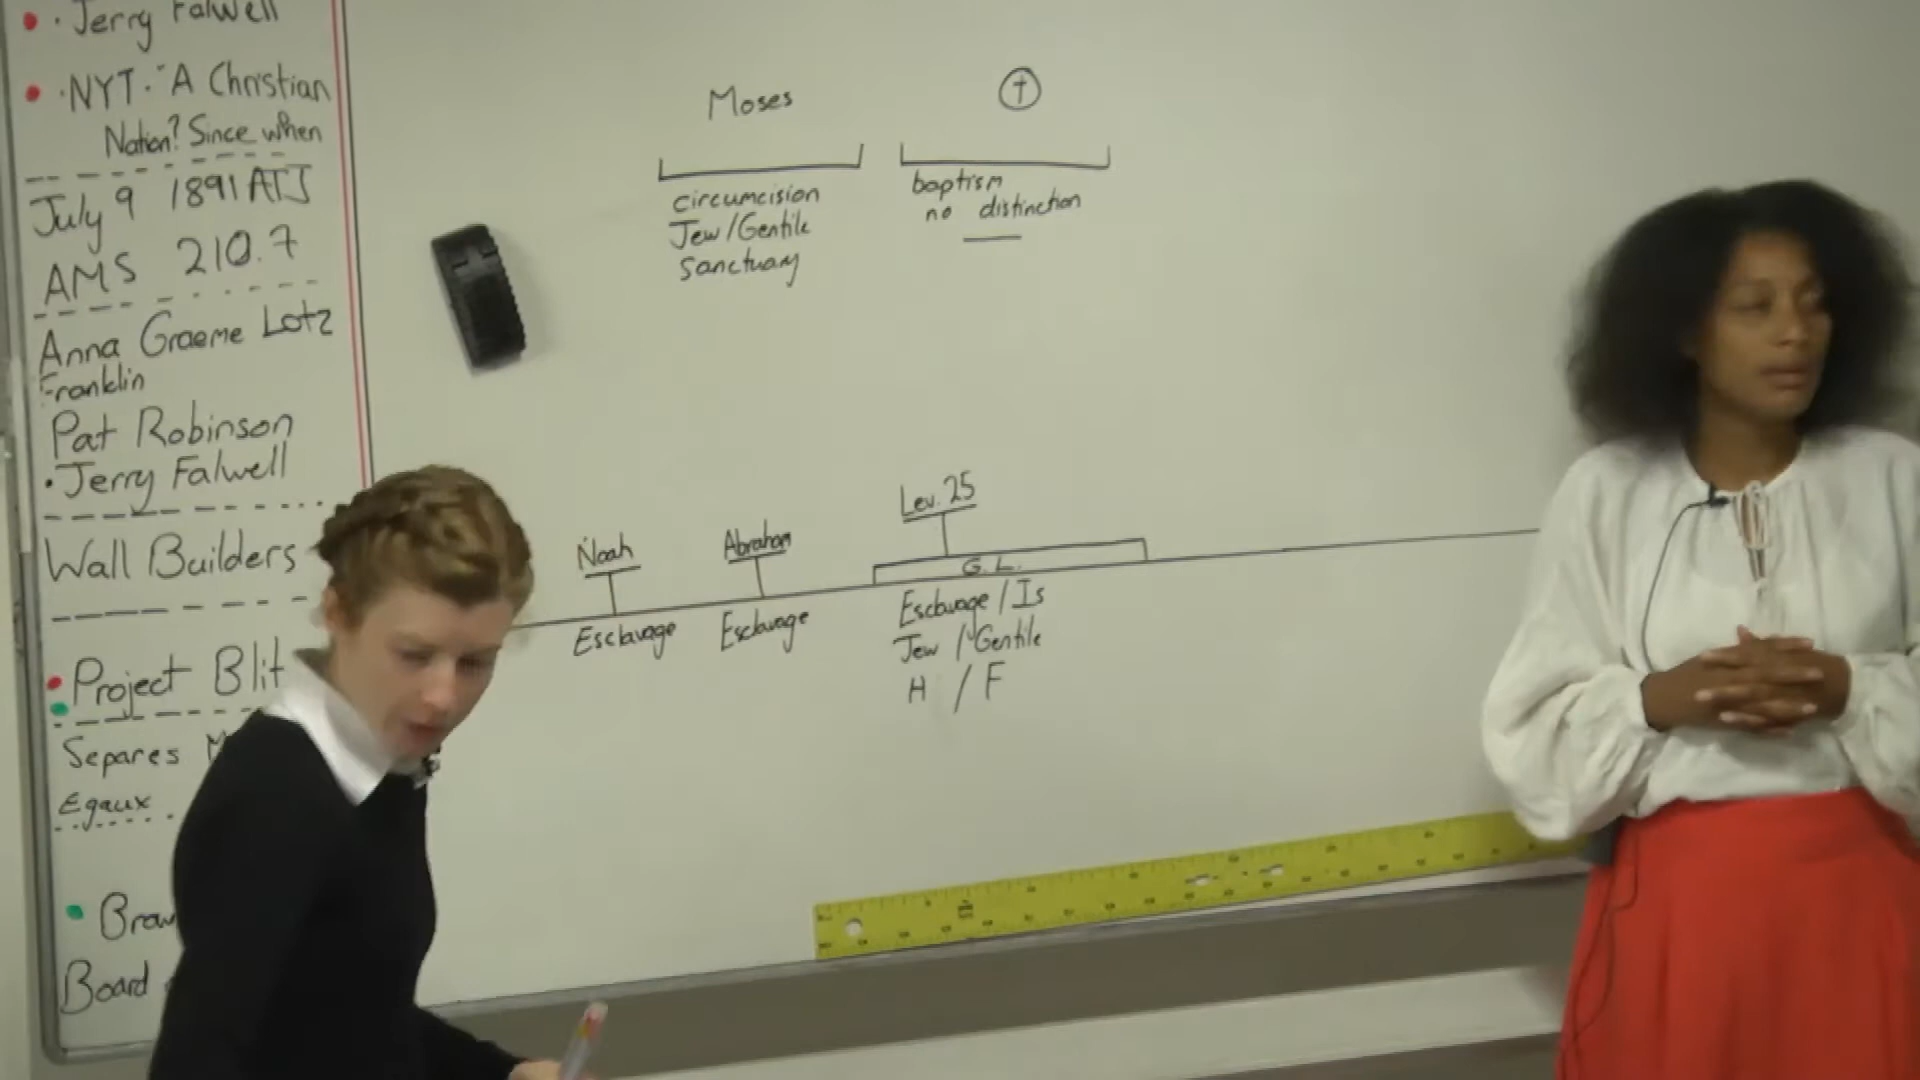 · Jerry Falwell
· NYT. "A Christian
Nation? Since when
July 9 1891 ATJ
AMS 210.7
Anna Graeme Lotz
Franklin
Pat Robinson
· Jerry Falwell
Wall Builders
Project Blit
Separes
Egaux
Board
Moses
circumcision
Jew/Gentile
Sanctuary
baptism
no distinction
Noah
Esclavage
Abraham
Esclavage
Lev. 25
G.L.
Esclavage / Is
Jew / Gentile
H / F